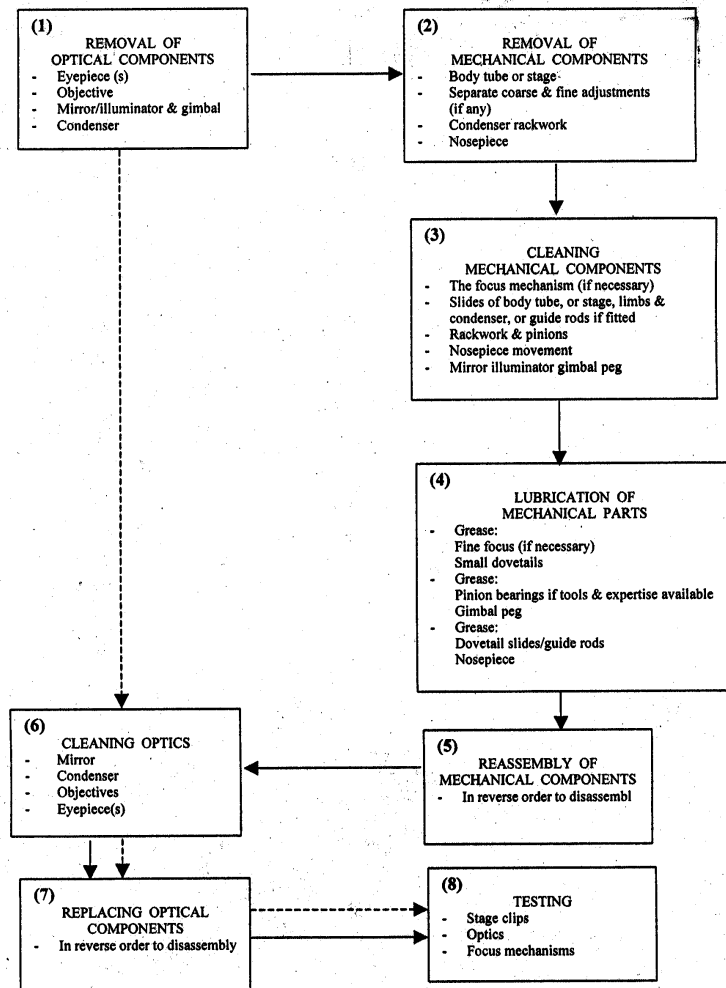 (1)
REMOVAL OF
OPTICAL COMPONENTS
- Eyepiece (s)
- Objective
- Mirror/illuminator & gimbal
- Condenser
(2)
REMOVAL OF
MECHANICAL COMPONENTS
- Body tube or stage
- Separate coarse & fine adjustments
(if any)
- Condenser rackwork
- Nosepiece
(3)
CLEANING
MECHANICAL COMPONENTS
- The focus mechanism (if necessary)
- Slides of body tube, or stage, limbs &
condenser, or guide rods if fitted
- Rackwork & pinions
- Nosepiece movement
- Mirror illuminator gimbal peg
(4)
LUBRICATION OF
MECHANICAL PARTS
- Grease:
Fine focus (if necessary)
Small dovetails
- Grease:
Pinion bearings if tools & expertise available
Gimbal peg
- Grease:
Dovetail slides/guide rods
Nosepiece
(5)
REASSEMBLY OF
MECHANICAL COMPONENTS
- In reverse order to disassembl
(6)
CLEANING OPTICS
- Mirror
- Condenser
- Objectives
- Eyepiece(s)
(7)
REPLACING OPTICAL
COMPONENTS
- In reverse order to disassembly
(8)
TESTING
- Stage clips
- Optics
- Focus mechanisms